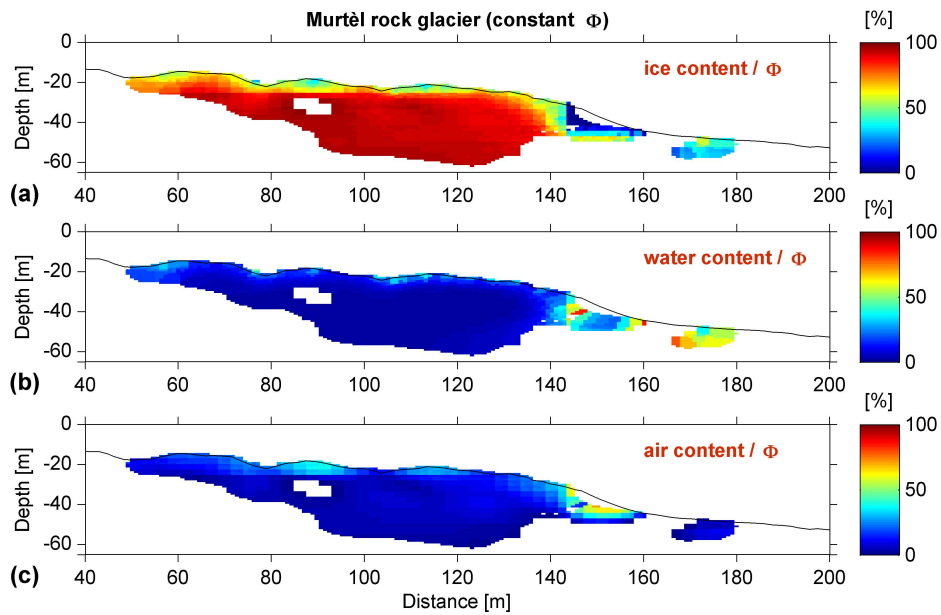 Murtèl rock glacier (constant Φ)
[%]
0
-20
-40
-60
Depth [m]
ice content / Φ
100
50
0
(a)
40 60 80 100 120 140 160 180 200
[%]
0
-20
-40
-60
Depth [m]
water content / Φ
100
50
0
(b)
40 60 80 100 120 140 160 180 200
[%]
0
-20
-40
-60
Depth [m]
air content / Φ
100
50
0
(c)
40 60 80 100 120 140 160 180 200
Distance [m]